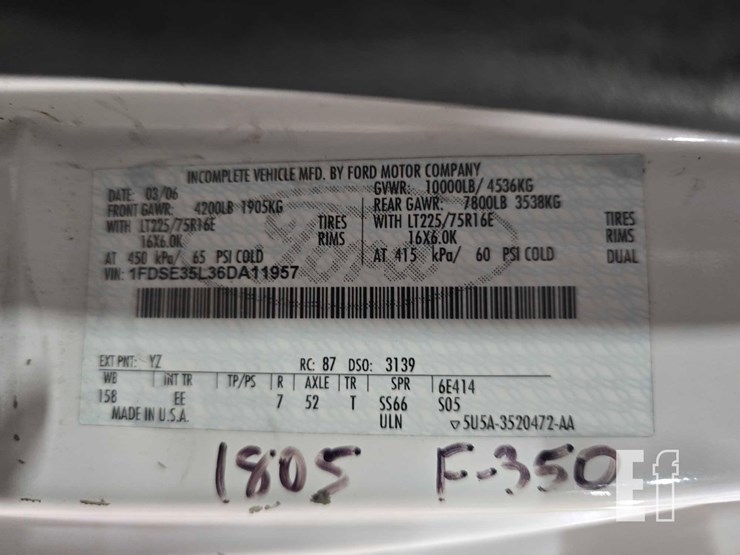 INCOMPLETE VEHICLE MFD. BY FORD MOTOR COMPANY
DATE: 03/06 GVWR: 10000LB/ 4536KG
FRONT GAWR: 4200LB 1905KG REAR GAWR: 7800LB 3538KG
WITH LT225/75R16E TIRES WITH LT225/75R16E TIRES
16X6.0K RIMS 16X6.0K RIMS
AT 450 kPa/ 65 PSI COLD AT 415 kPa/ 60 PSI COLD DUAL
VIN: 1FDSE35L36DA11957
Ford
EXT PNT: YZ RC: 87 DSO: 3139
WB INT TR TP/PS R AXLE TR SPR 6E414
158 EE 7 52 T SS66 S05
MADE IN U.S.A. ULN ▽5U5A-3520472-AA
1805 F-350
Ef